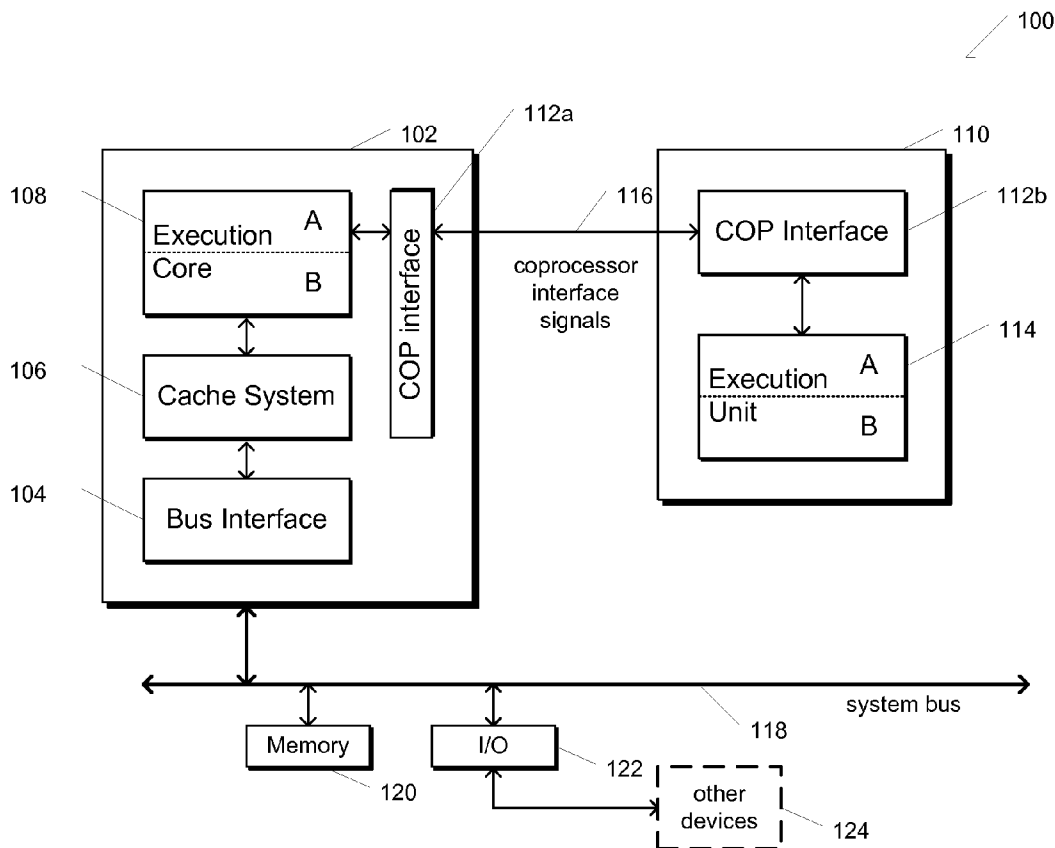 100
112a
102
110
108
A
Execution
Core
B
COP interface
116
coprocessor
interface
signals
COP Interface
112b
114
A
Execution
Unit
B
106
Cache System
104
Bus Interface
system bus
118
Memory
120
I/O
122
other
devices
124